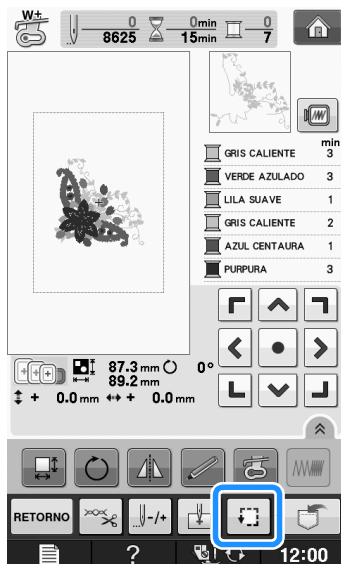 W+
0 0min 0
8625 15min 7
min
GRIS CALIENTE 3
VERDE AZULADO 3
LILA SUAVE 1
GRIS CALIENTE 2
AZUL CENTAURA 1
PURPURA 3
87.3 mm 0°
89.2 mm
+ 0.0 mm + 0.0 mm
RETORNO -/+
? 12:00